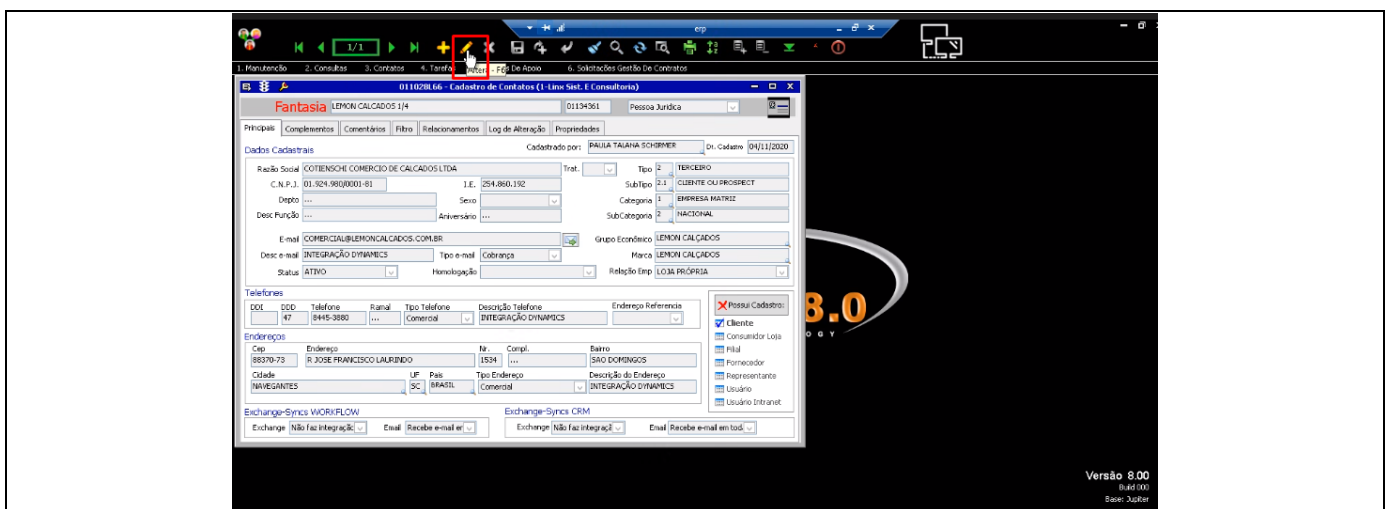 erp
1/1
1. Manutencão 2. Consultas 3. Contatos 4. Tarefa De Apoio 6. Solicitacões Gestão De Contratos
Altera - F6
011028L66 - Cadastro de Contatos (1-Linx Sist. E Consultoria)
Fantasia LEMON CALCADOS 1/4 01134361 Pessoa Juridica
Principais Complementos Comentários Filtro Relacionamentos Log de Alteração Propriedades
Dados Cadastrais Cadastrado por: PAULA TALANA SCHIRMER Dt. Cadastro 04/11/2020
Razão Social COTIENSCHI COMERCIO DE CALCADOS LTDA Trat. Tipo 2 TERCEIRO
C.N.P.J. 01.924.980/0001-81 I.E. 254.860.192 SubTipo 2.1 CLIENTE OU PROSPECT
Depto ... Sexo Categoria 1 EMPRESA MATRIZ
Desc Função ... Aniversário ... SubCategoria 2 NACIONAL
E-mail COMERCIAL@LEMONCALCADOS.COM.BR Grupo Econômico LEMON CALÇADOS
Desc e-mail INTEGRAÇÃO DYNAMICS Tipo e-mail Cobrança Marca LEMON CALÇADOS
Status ATIVO Homologação Relação Emp LOJA PRÓPRIA
Telefones
DDI DDD Telefone Ramal Tipo Telefone Descrição Telefone Endereço Referencia
47 8445-3880 ... Comercial INTEGRAÇÃO DYNAMICS
Possui Cadastro:
Cliente
Consumidor Loja
Filial
Fornecedor
Representante
Usuário
Usuário Intranet
Endereços
Cep Endereço Nr. Compl. Bairro
88370-73 R JOSE FRANCISCO LAURINDO 1534 ... SAO DOMINGOS
Cidade UF Pais Tipo Endereço Descrição do Endereço
NAVEGANTES SC BRASIL Comercial INTEGRAÇÃO DYNAMICS
Exchange-Syncs WORKFLOW Exchange-Syncs CRM
Exchange Não faz integraçãc Email Recebe e-mail er Exchange Não faz integraçã Email Recebe e-mail em tod
8.0
O G Y
Versão 8.00
Build 000
Base: Jupiter